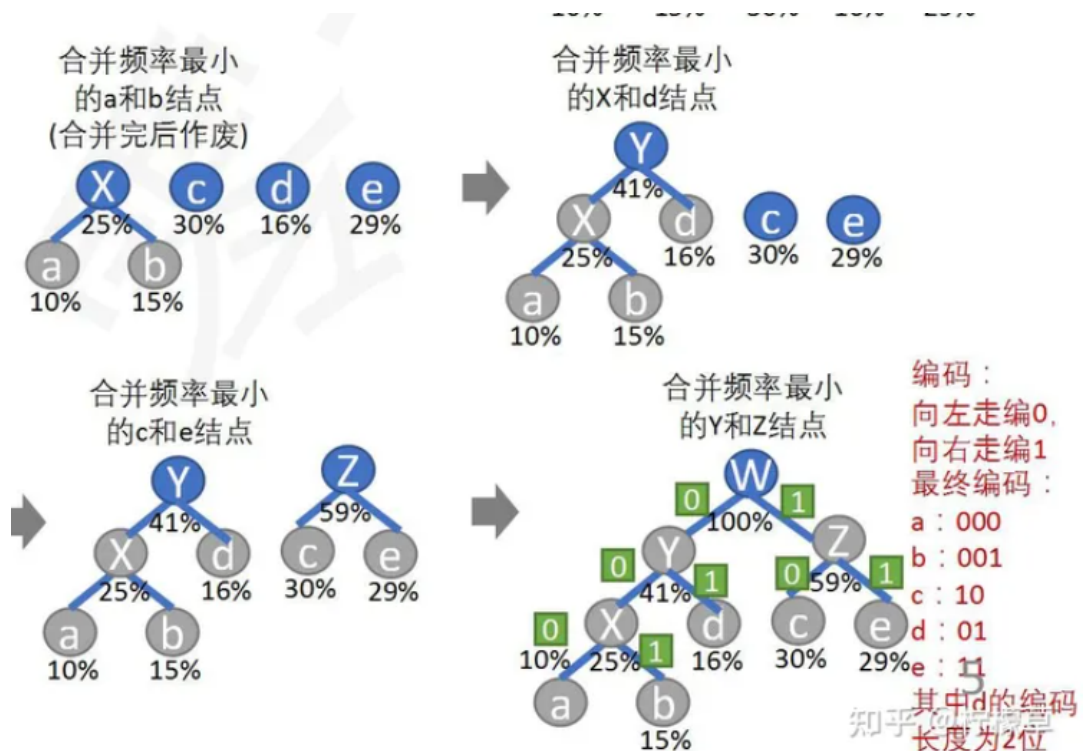 合并频率最小
的a和b结点
(合并完后作废)
X c d e
25% 30% 16% 29%
a b
10% 15%
合并频率最小
的X和d结点
Y
41%
X d c e
25% 16% 30% 29%
a b
10% 15%
合并频率最小
的c和e结点
Y Z
41% 59%
X d c e
25% 16% 30% 29%
a b
10% 15%
合并频率最小
的Y和Z结点
W
0 1
100%
Y Z
0 1 0 1
41% 59%
X d c e
0 1
10% 25% 16% 30% 29%
a b
15%
编码：
向左走编0,
向右走编1
最终编码：
a：000
b：001
c：10
d：01
e：11
5
其中d的编码
长度为2位
知乎 @柠檬草